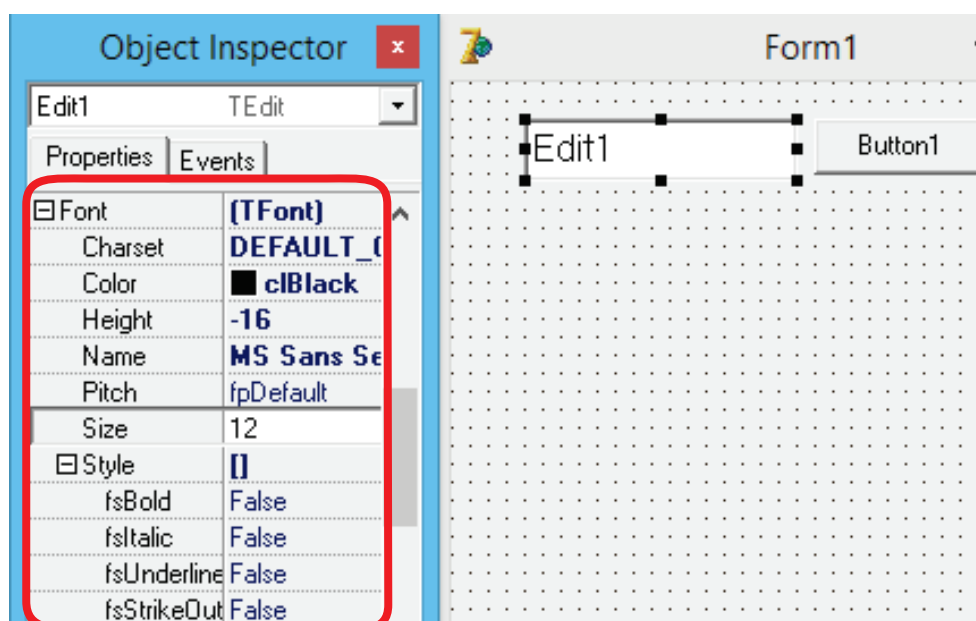 Object Inspector x
Edit1 TEdit
Properties Events
Font (TFont)
Charset DEFAULT_
Color clBlack
Height -16
Name MS Sans Se
Pitch fpDefault
Size 12
Style []
fsBold False
fsItalic False
fsUnderline False
fsStrikeOut False
7 Form1
Edit1 Button1